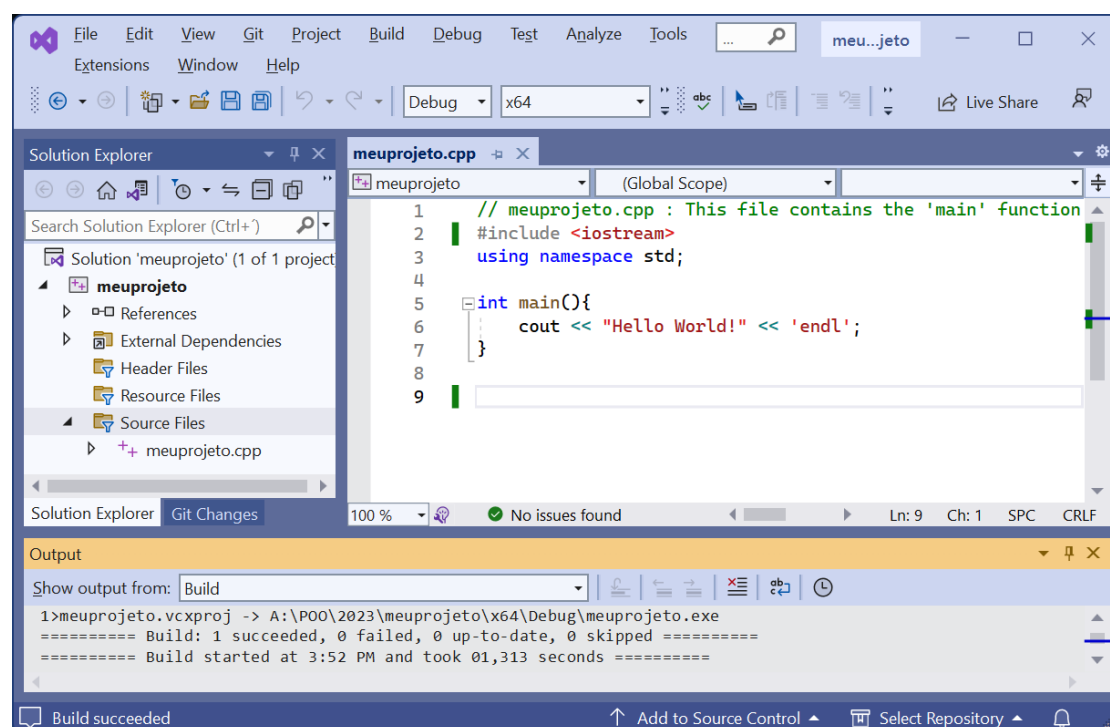 File Edit View Git Project Build Debug Test Analyze Tools ... meu...jeto
Extensions Window Help
Debug x64 abc Live Share
Solution Explorer
Search Solution Explorer (Ctrl+´)
Solution 'meuprojeto' (1 of 1 project
meuprojeto
References
External Dependencies
Header Files
Resource Files
Source Files
meuprojeto.cpp
Solution Explorer Git Changes
meuprojeto.cpp
meuprojeto (Global Scope)
1 // meuprojeto.cpp : This file contains the 'main' function
2 #include <iostream>
3 using namespace std;
4
5 int main(){
6 cout << "Hello World!" << 'endl';
7 }
8
9
100 % No issues found Ln: 9 Ch: 1 SPC CRLF
Output
Show output from: Build
1>meuprojeto.vcxproj -> A:\POO\2023\meuprojeto\x64\Debug\meuprojeto.exe
========== Build: 1 succeeded, 0 failed, 0 up-to-date, 0 skipped ==========
========== Build started at 3:52 PM and took 01,313 seconds ==========
Build succeeded Add to Source Control Select Repository